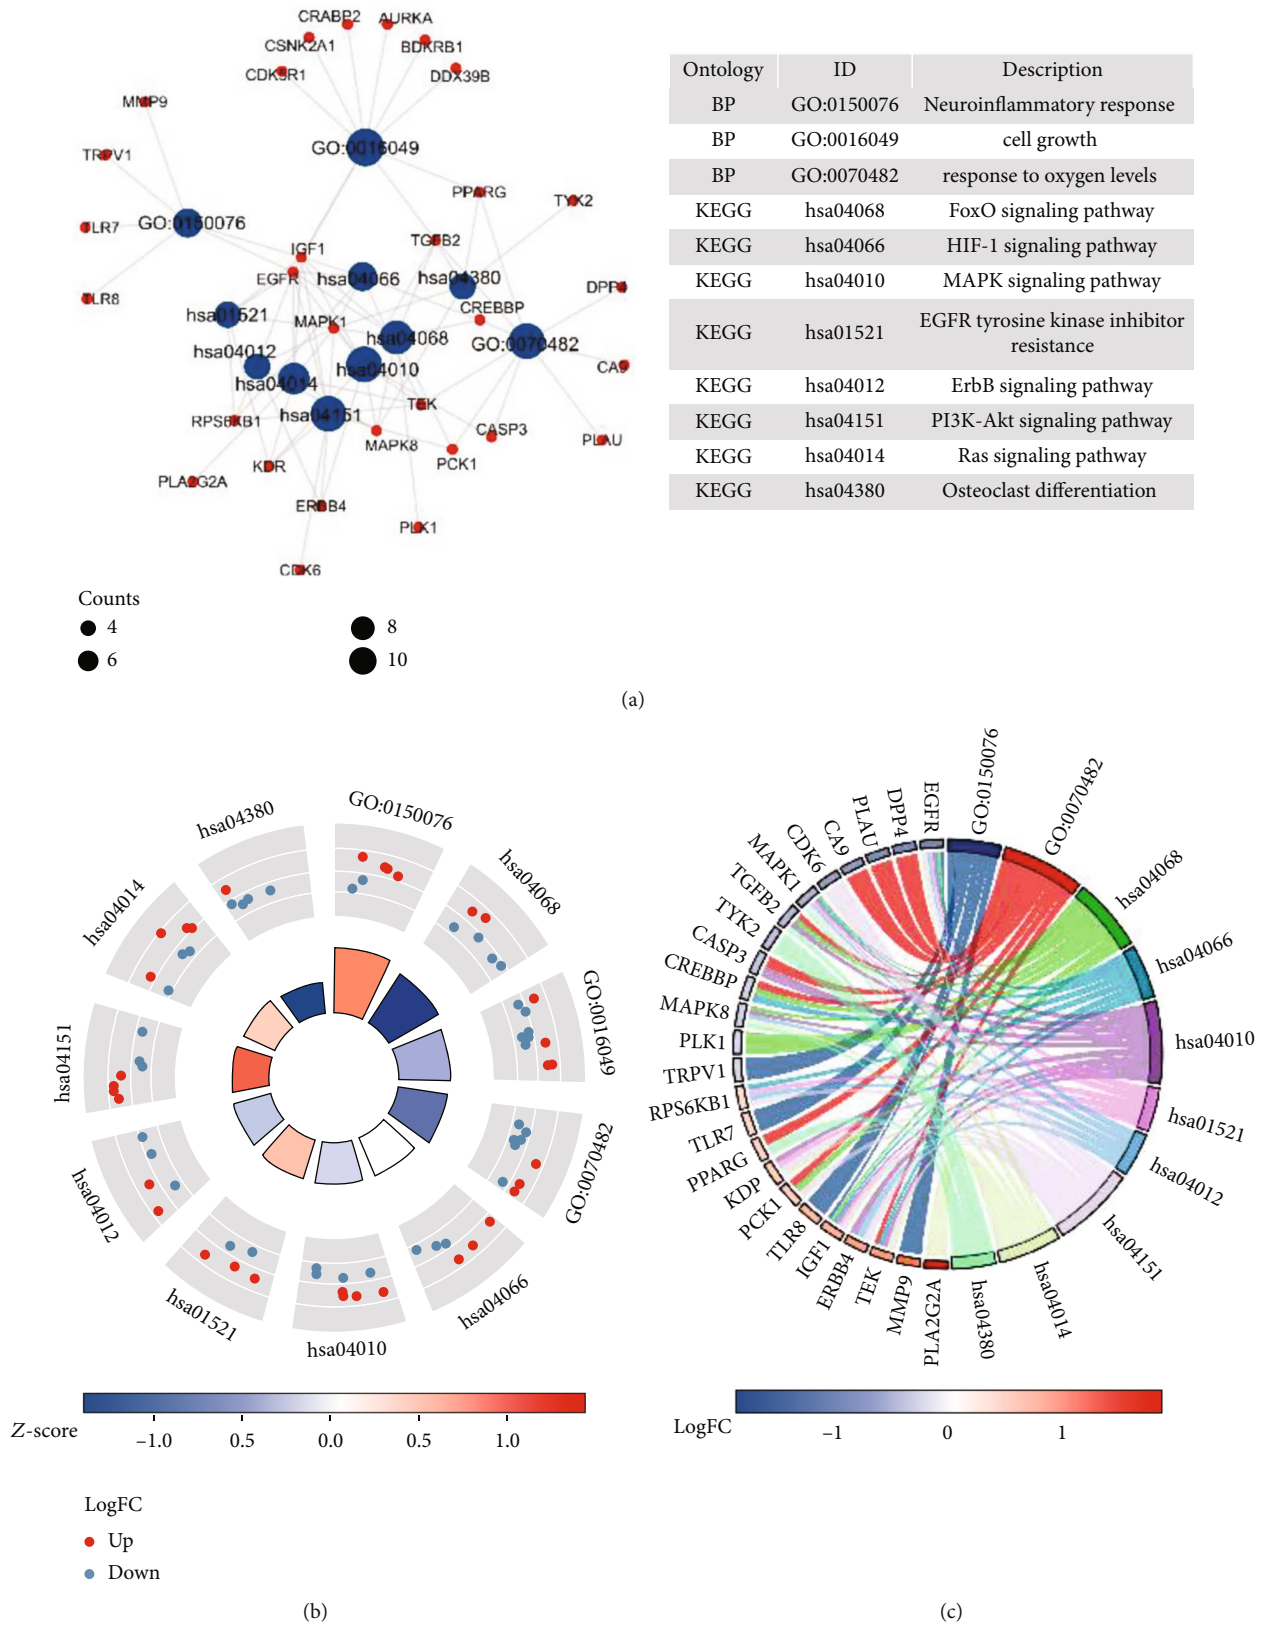 CRABP2
AURKA
CSNK2A1
BDKRB1
CDK5R1
DDX39B
MMP9
GO:0016049
TRPV1
PPARG
TYK2
TLR7
GO:0150076
TGFB2
IGF1
EGFR
hsa04066
hsa04380
DPP4
TLR8
hsa01521
MAPK1
CREBBP
hsa04068
GO:0070482
hsa04012
hsa04014
hsa04010
CA9
hsa04151
TEK
RPS6KB1
CASP3
MAPK8
PLAU
PCK1
KDR
PLA2G2A
ERBB4
PLK1
CDK6
Counts
4
8
6
10
Ontology ID Description
BP GO:0150076 Neuroinflammatory response
BP GO:0016049 cell growth
BP GO:0070482 response to oxygen levels
KEGG hsa04068 FoxO signaling pathway
KEGG hsa04066 HIF-1 signaling pathway
KEGG hsa04010 MAPK signaling pathway
KEGG hsa01521 EGFR tyrosine kinase inhibitor
resistance
KEGG hsa04012 ErbB signaling pathway
KEGG hsa04151 PI3K-Akt signaling pathway
KEGG hsa04014 Ras signaling pathway
KEGG hsa04380 Osteoclast differentiation
(a)
GO:0150076
hsa04068
GO:0016049
GO:0070482
hsa04066
hsa04010
hsa01521
hsa04012
hsa04151
hsa04014
hsa04380
Z-score
–1.0 0.5 0.0 0.5 1.0
LogFC
Up
Down
(b)
GO:0150076
GO:0070482
hsa04068
hsa04066
hsa04010
hsa01521
hsa04012
hsa04151
hsa04014
hsa04380
PLA2G2A
MMP9
TEK
ERBB4
IGF1
TLR8
PCK1
KDP
PPARG
TLR7
RPS6KB1
TRPV1
PLK1
MAPK8
CREBBP
CASP3
TYK2
TGFB2
MAPK1
CDK6
CA9
PLAU
DPP4
EGFR
LogFC
–1 0 1
(c)